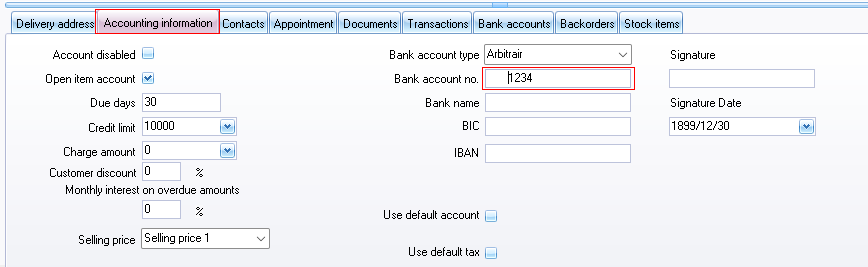 Delivery address Accounting information Contacts Appointment Documents Transactions Bank accounts Backorders Stock items
Account disabled
Open item account
Due days 30
Credit limit 10000
Charge amount 0
Customer discount 0 %
Monthly interest on overdue amounts
0 %
Selling price Selling price 1
Bank account type Arbitrair
Bank account no. 1234
Bank name
BIC
IBAN
Use default account
Use default tax
Signature
Signature Date
1899/12/30